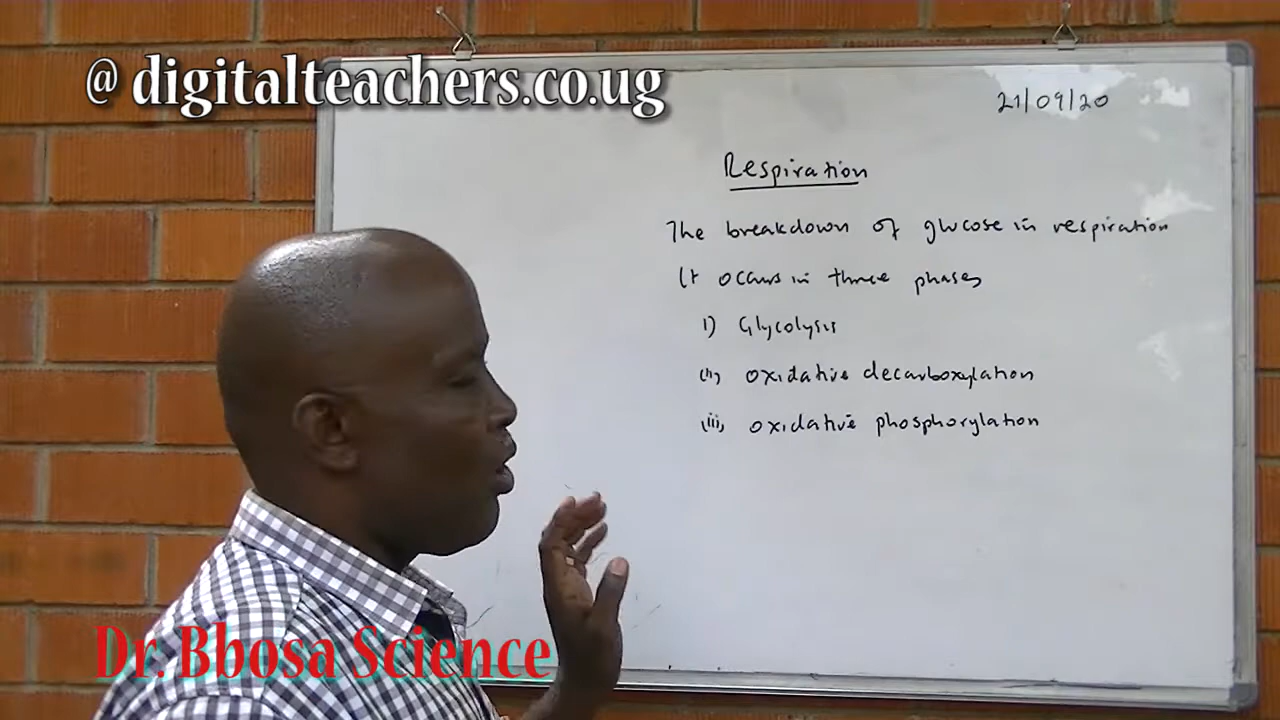 @ digitalteachers.co.ug
21/09/20
Respiration
The breakdown of glucose in respiration
It occurs in three phases
i) Glycolysis
(ii) oxidative decarboxylation
(iii) oxidative phosphorylation
Dr. Bbosa Science